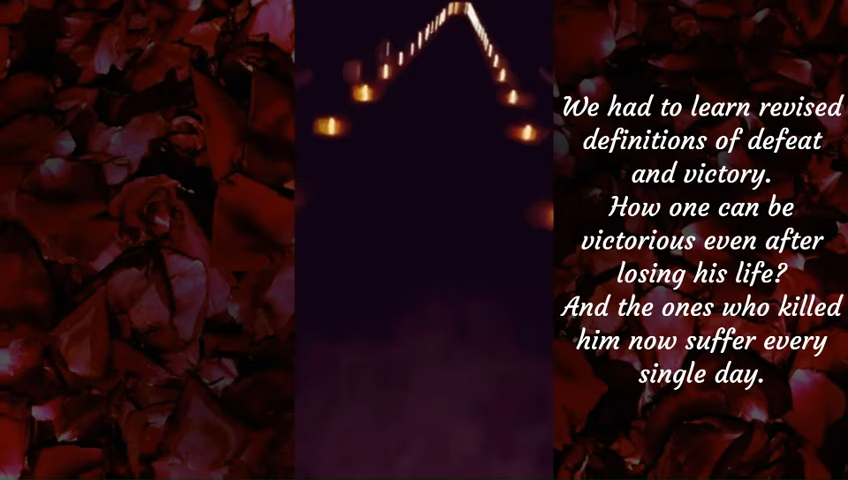 We had to learn revised
definitions of defeat
and victory.
How one can be
victorious even after
losing his life?
And the ones who killed
him now suffer every
single day.